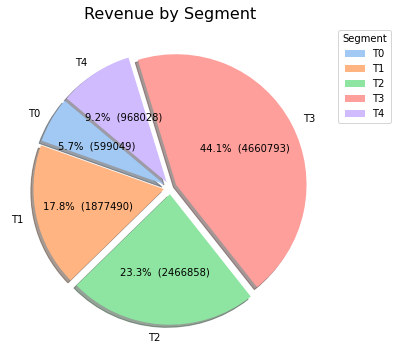 Revenue by Segment
Segment
T0
T1
T2
T3
T4
T4
9.2% (968028)
T0
5.7% (599049)
T3
44.1% (4660793)
T1
17.8% (1877490)
T2
23.3% (2466858)